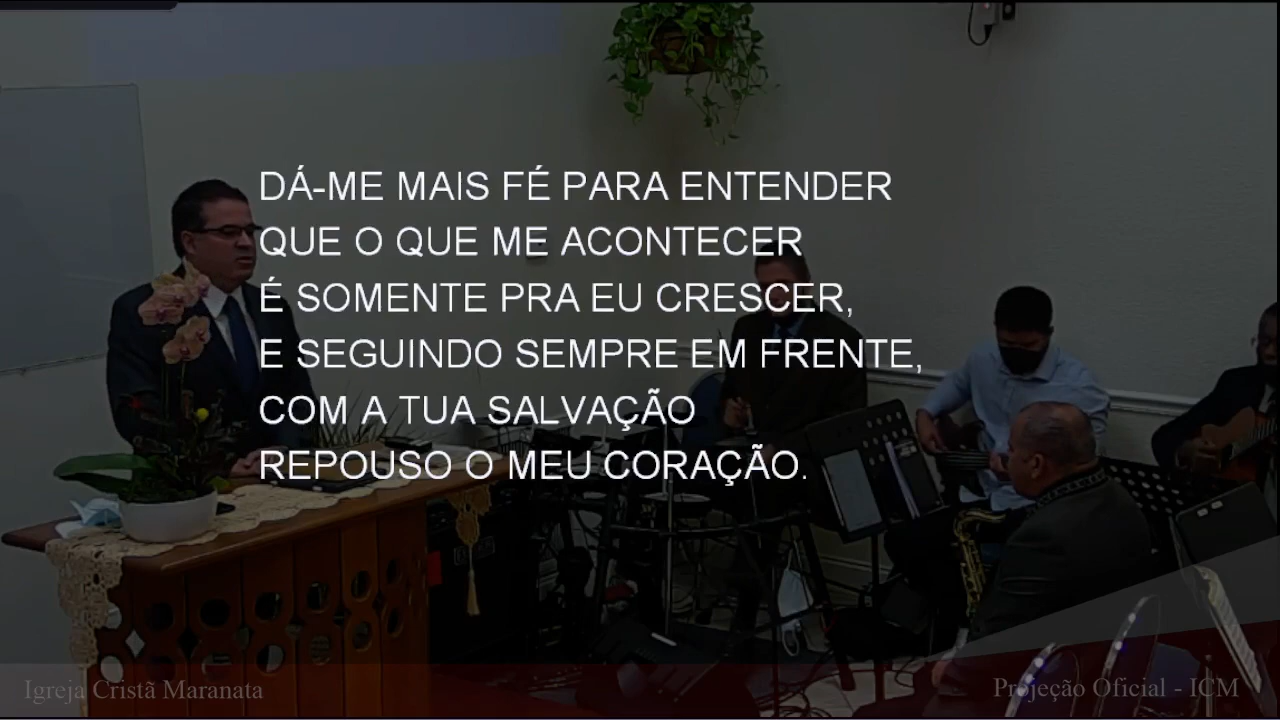 DÁ-ME MAIS FÉ PARA ENTENDER
QUE O QUE ME ACONTECER
É SOMENTE PRA EU CRESCER,
E SEGUINDO SEMPRE EM FRENTE,
COM A TUA SALVAÇÃO
REPOUSO O MEU CORAÇÃO.
Igreja Cristã Maranata
Projeção Oficial - ICM